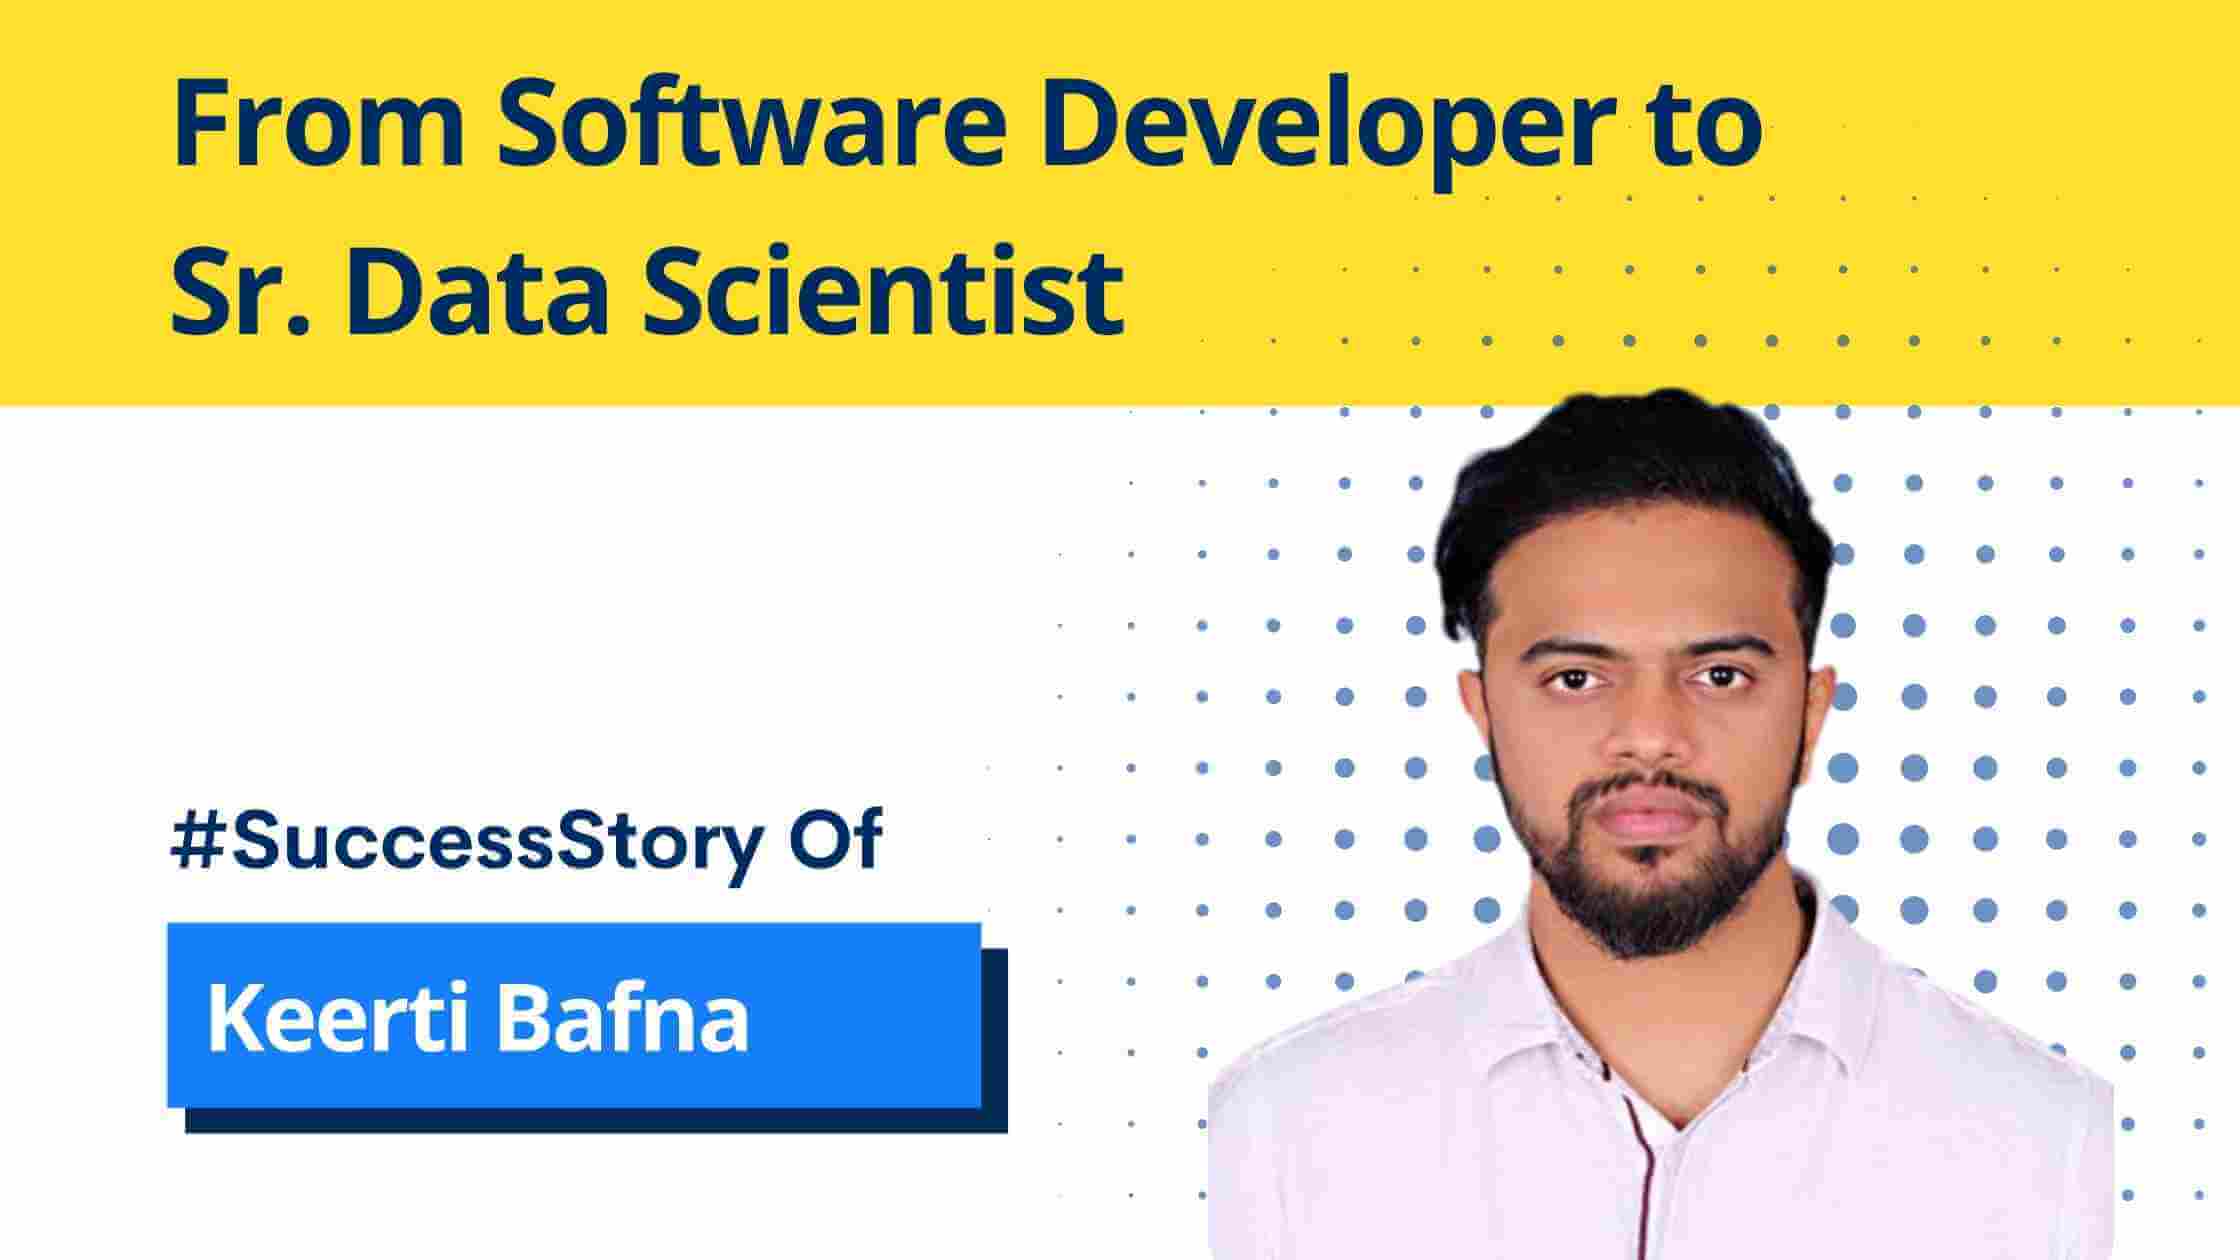 From Software Developer to
Sr. Data Scientist
#SuccessStory Of
Keerti Bafna